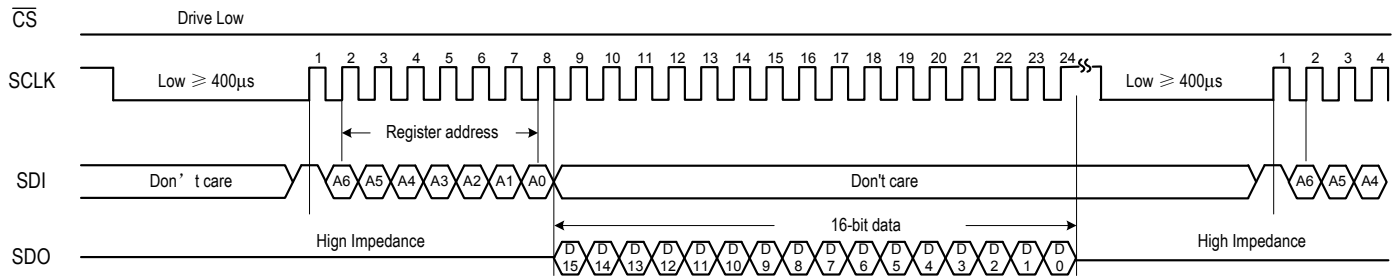 CS Drive Low
1 2 3 4 5 6 7 8 9 10 11 12 13 14 15 16 17 18 19 20 21 22 23 24 1 2 3 4
SCLK Low ≥ 400μs Low ≥ 400μs
Register address
SDI Don’t care A6 A5 A4 A3 A2 A1 A0 Don't care A6 A5 A4
16-bit data
SDO Hign Impedance D15 D14 D13 D12 D11 D10 D9 D8 D7 D6 D5 D4 D3 D2 D1 D0 High Impedance